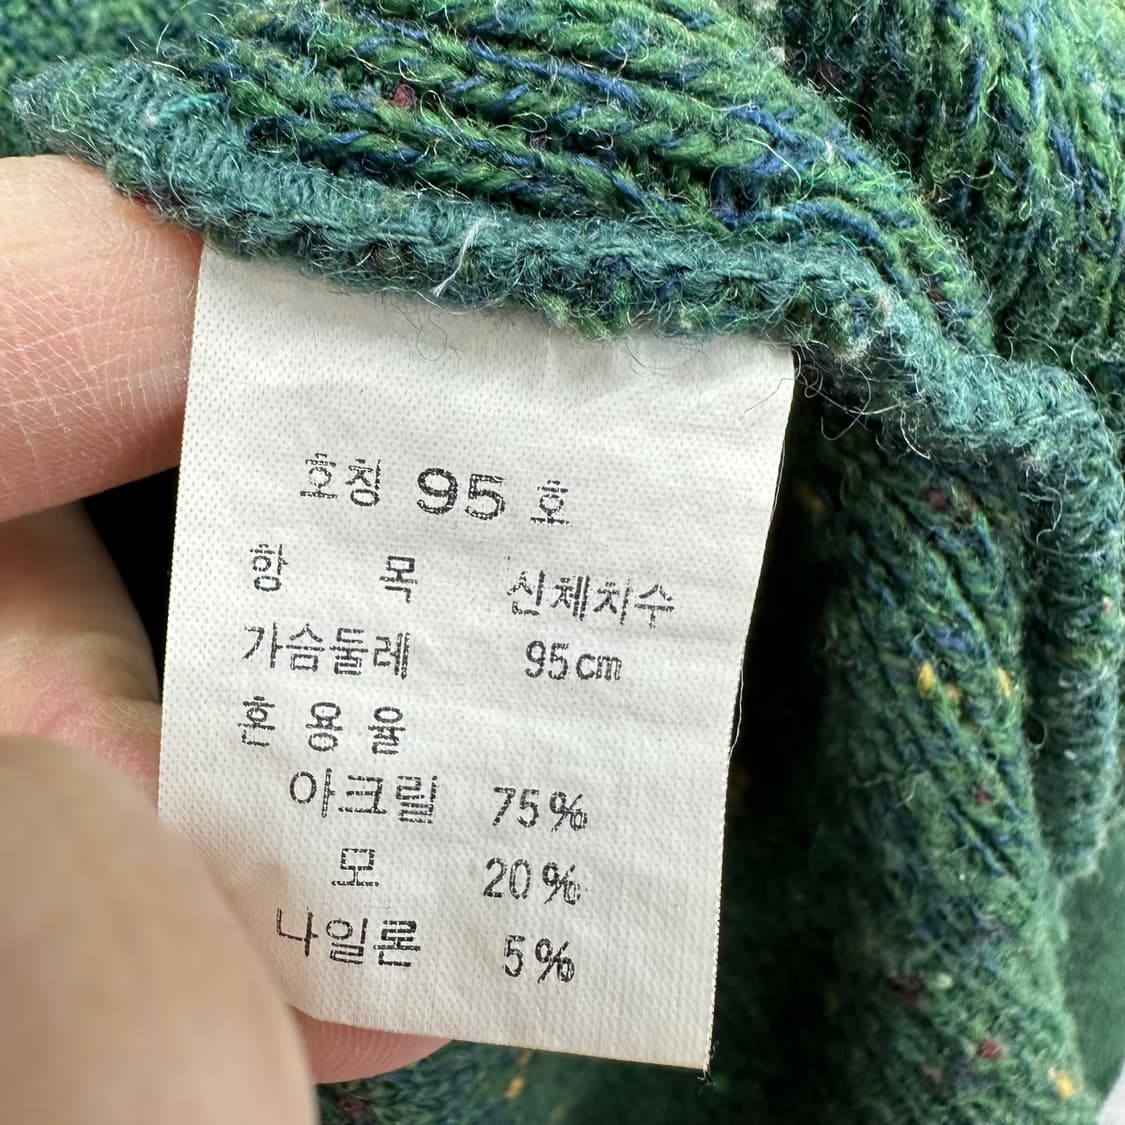 호칭 95 호
항 목 신체치수
가슴둘레 95cm
혼 용 율
아크릴 75%
모 20%
나일론 5%